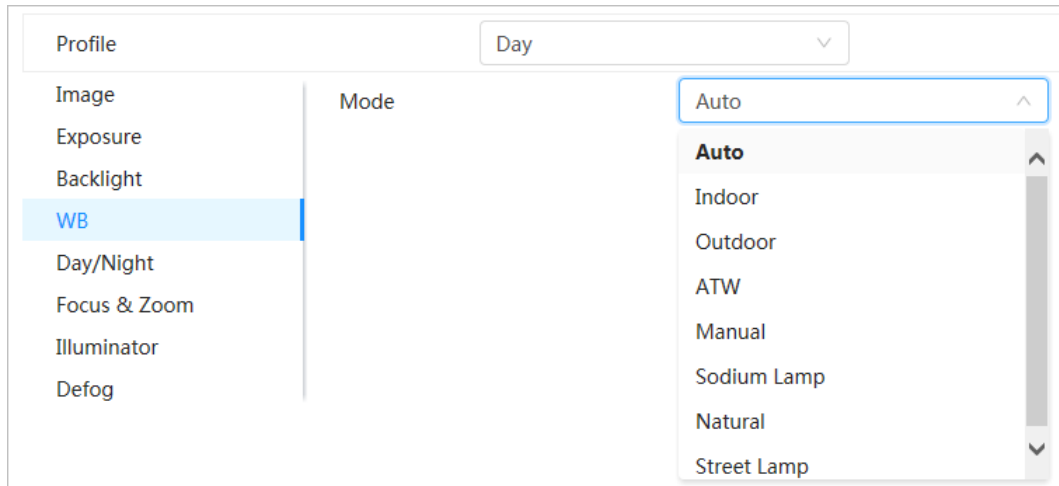 Profile
Day
Image
Mode
Auto
Exposure
Auto
Backlight
Indoor
WB
Outdoor
Day/Night
ATW
Focus & Zoom
Manual
Illuminator
Sodium Lamp
Defog
Natural
Street Lamp